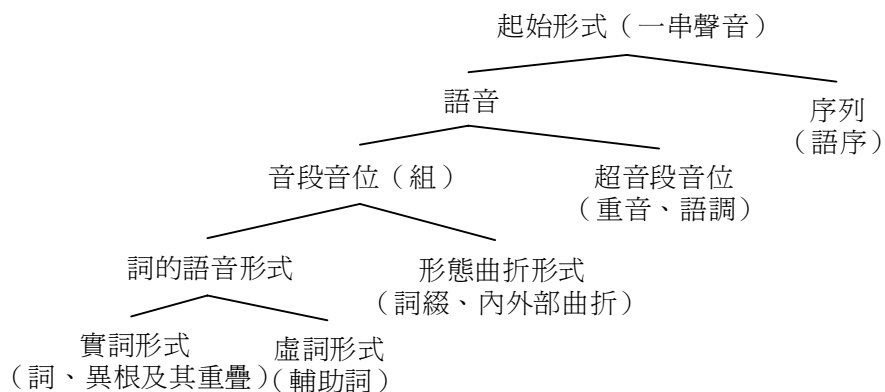 起始形式（一串聲音）
語音
序列
（語序）
音段音位（組）
超音段音位
（重音、語調）
詞的語音形式
形態曲折形式
（詞綴、內外部曲折）
實詞形式
（詞、異根及其重疊）
虛詞形式
（輔助詞）